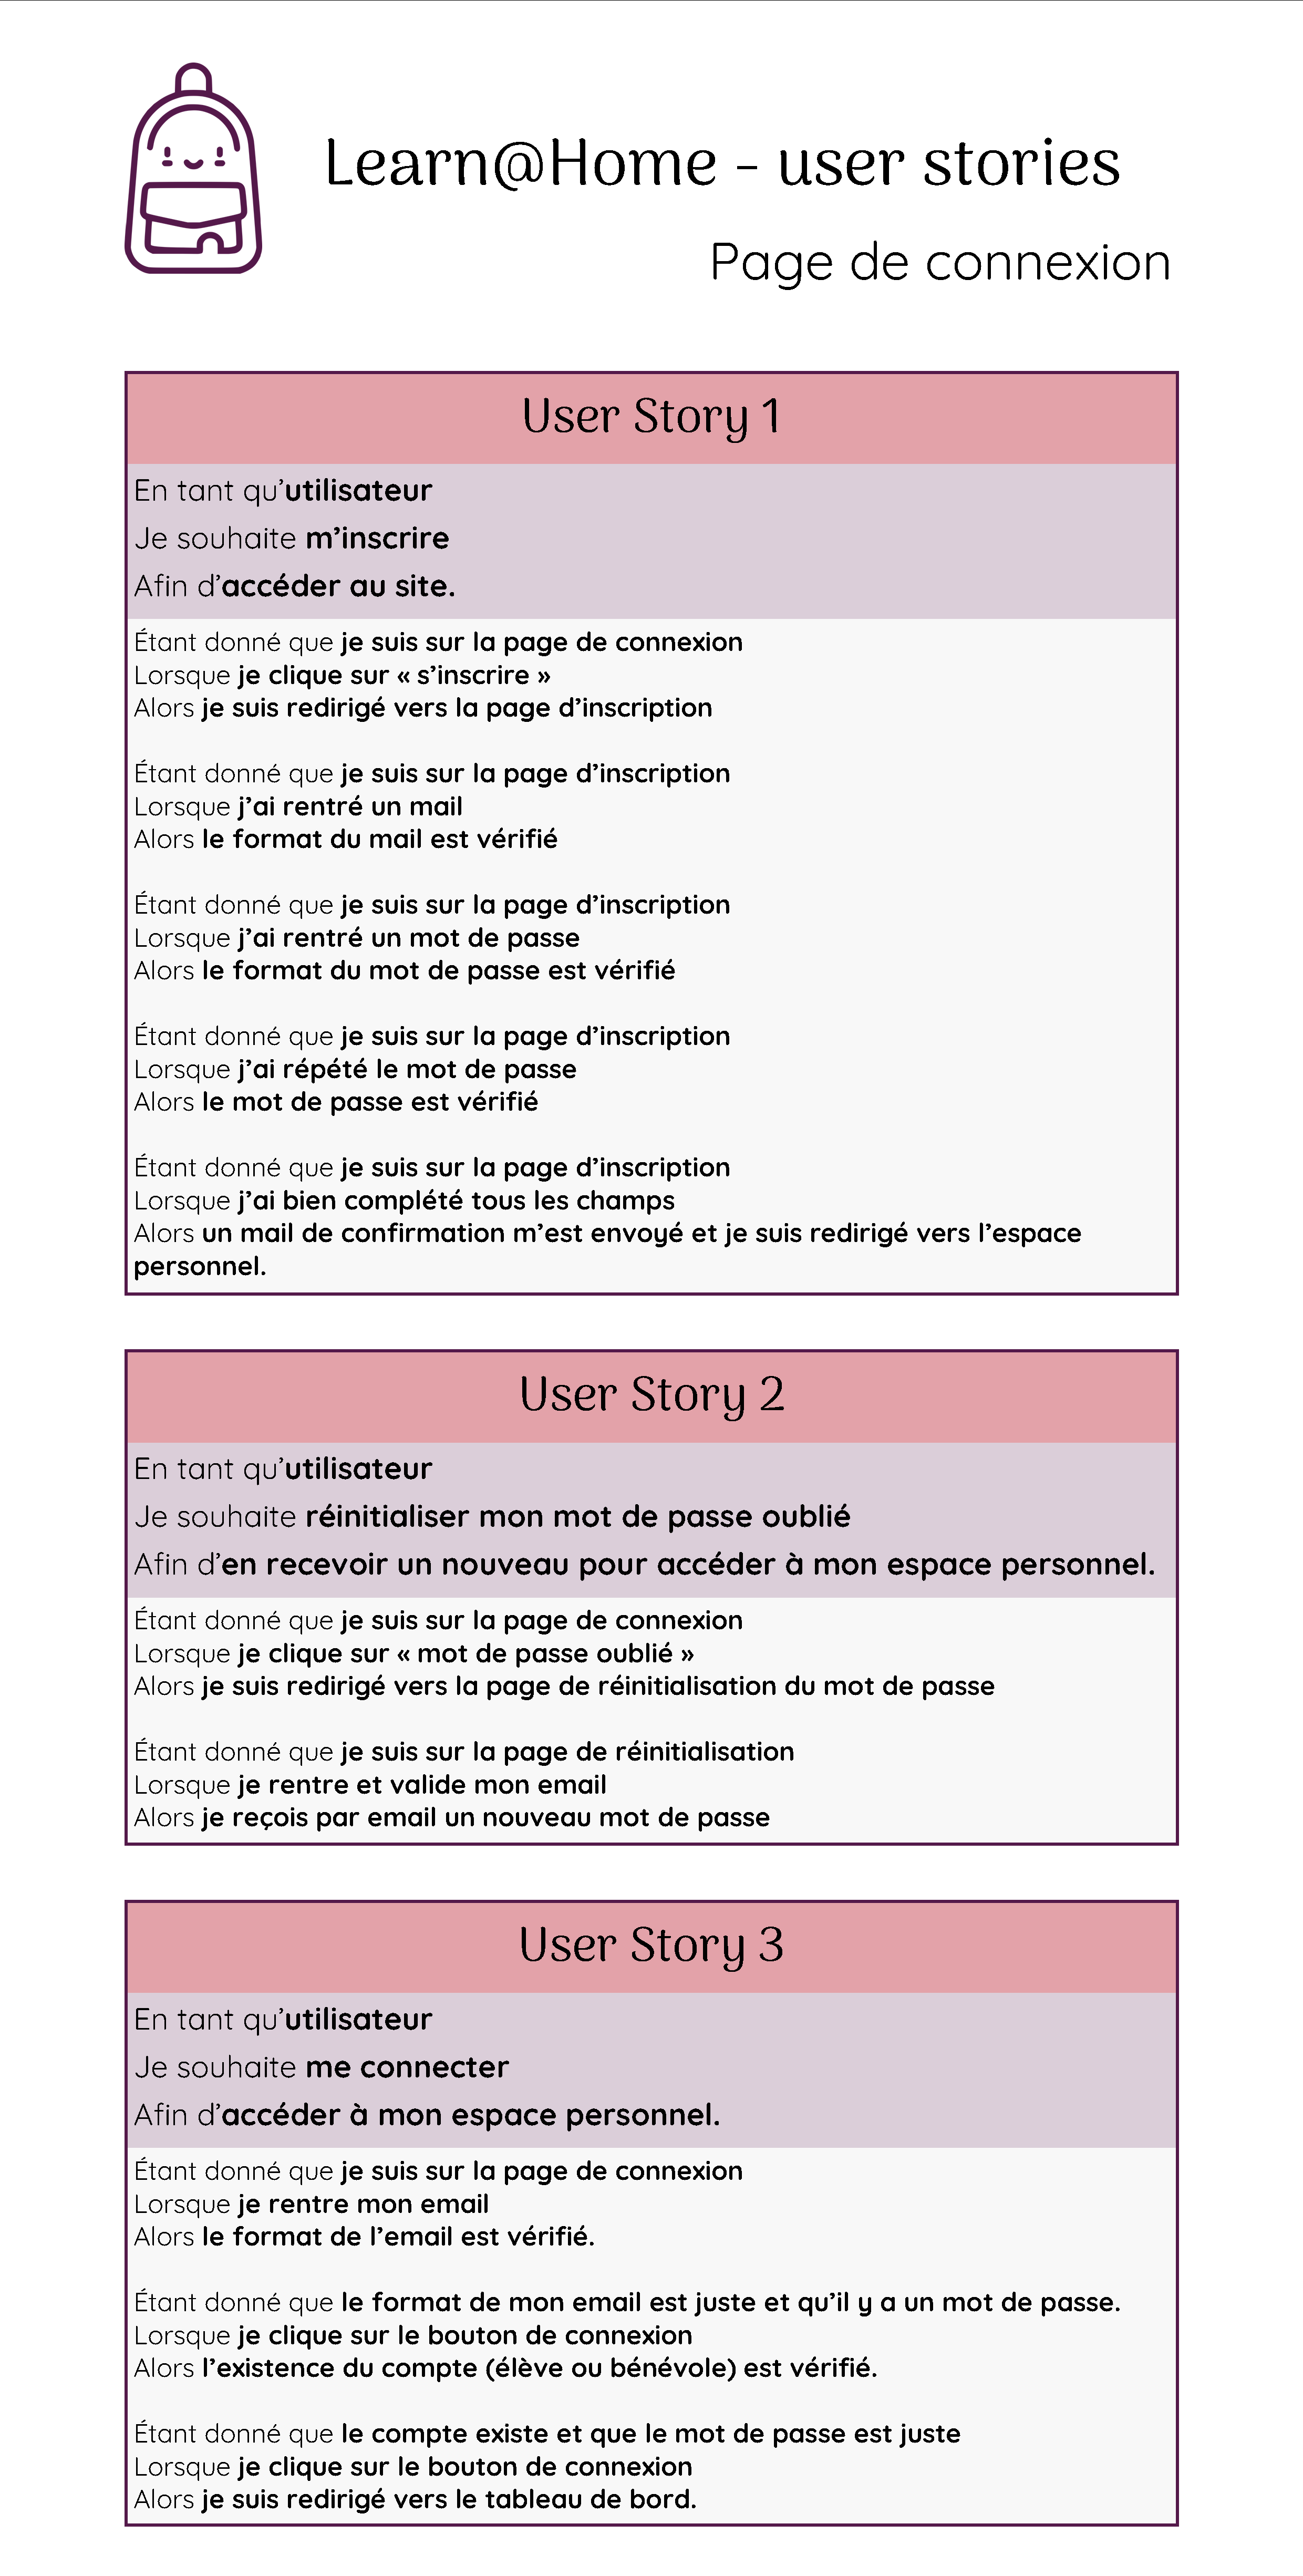 Learn@Home - user stories
Page de connexion
User Story 1
En tant qu’utilisateur
Je souhaite m’inscrire
Afin d’accéder au site.
Étant donné que je suis sur la page de connexion
Lorsque je clique sur « s’inscrire »
Alors je suis redirigé vers la page d’inscription
Étant donné que je suis sur la page d’inscription
Lorsque j’ai rentré un mail
Alors le format du mail est vérifié
Étant donné que je suis sur la page d’inscription
Lorsque j’ai rentré un mot de passe
Alors le format du mot de passe est vérifié
Étant donné que je suis sur la page d’inscription
Lorsque j’ai répété le mot de passe
Alors le mot de passe est vérifié
Étant donné que je suis sur la page d’inscription
Lorsque j’ai bien complété tous les champs
Alors un mail de confirmation m’est envoyé et je suis redirigé vers l’espace
personnel.
User Story 2
En tant qu’utilisateur
Je souhaite réinitialiser mon mot de passe oublié
Afin d’en recevoir un nouveau pour accéder à mon espace personnel.
Étant donné que je suis sur la page de connexion
Lorsque je clique sur « mot de passe oublié »
Alors je suis redirigé vers la page de réinitialisation du mot de passe
Étant donné que je suis sur la page de réinitialisation
Lorsque je rentre et valide mon email
Alors je reçois par email un nouveau mot de passe
User Story 3
En tant qu’utilisateur
Je souhaite me connecter
Afin d’accéder à mon espace personnel.
Étant donné que je suis sur la page de connexion
Lorsque je rentre mon email
Alors le format de l’email est vérifié.
Étant donné que le format de mon email est juste et qu’il y a un mot de passe.
Lorsque je clique sur le bouton de connexion
Alors l’existence du compte (élève ou bénévole) est vérifié.
Étant donné que le compte existe et que le mot de passe est juste
Lorsque je clique sur le bouton de connexion
Alors je suis redirigé vers le tableau de bord.